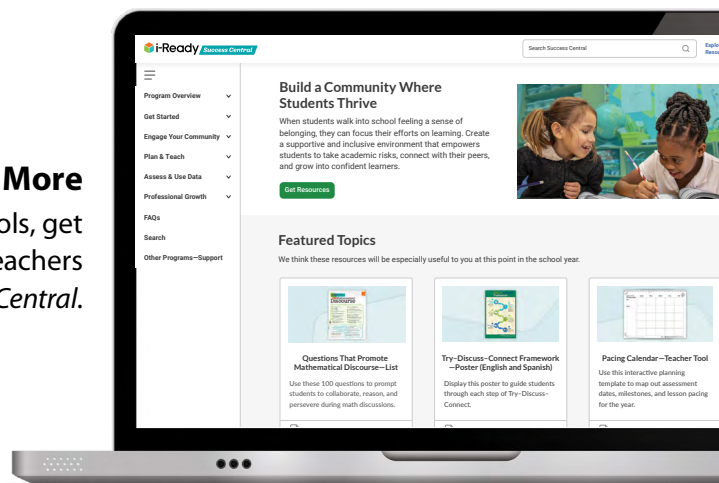 More
ols, get
eachers
Central.
i-Ready Success Central
Search Success Central
Explo
Resou
Program Overview
Get Started
Engage Your Community
Plan & Teach
Assess & Use Data
Professional Growth
FAQs
Search
Other Programs—Support
Build a Community Where
Students Thrive
When students walk into school feeling a sense of
belonging, they can focus their efforts on learning. Create
a supportive and inclusive environment that empowers
students to take academic risks, connect with their peers,
and grow into confident learners.
Get Resources
Featured Topics
We think these resources will be especially useful to you at this point in the school year.
Discourse
Questions That Promote
Mathematical Discourse—List
Use these 100 questions to prompt
students to collaborate, reason, and
persevere during math discussions.
Try–Discuss–Connect Framework
—Poster (English and Spanish)
Display this poster to guide students
through each step of Try–Discuss–
Connect.
Pacing Calendar—Teacher Tool
Use this interactive planning
template to map out assessment
dates, milestones, and lesson pacing
for the year.